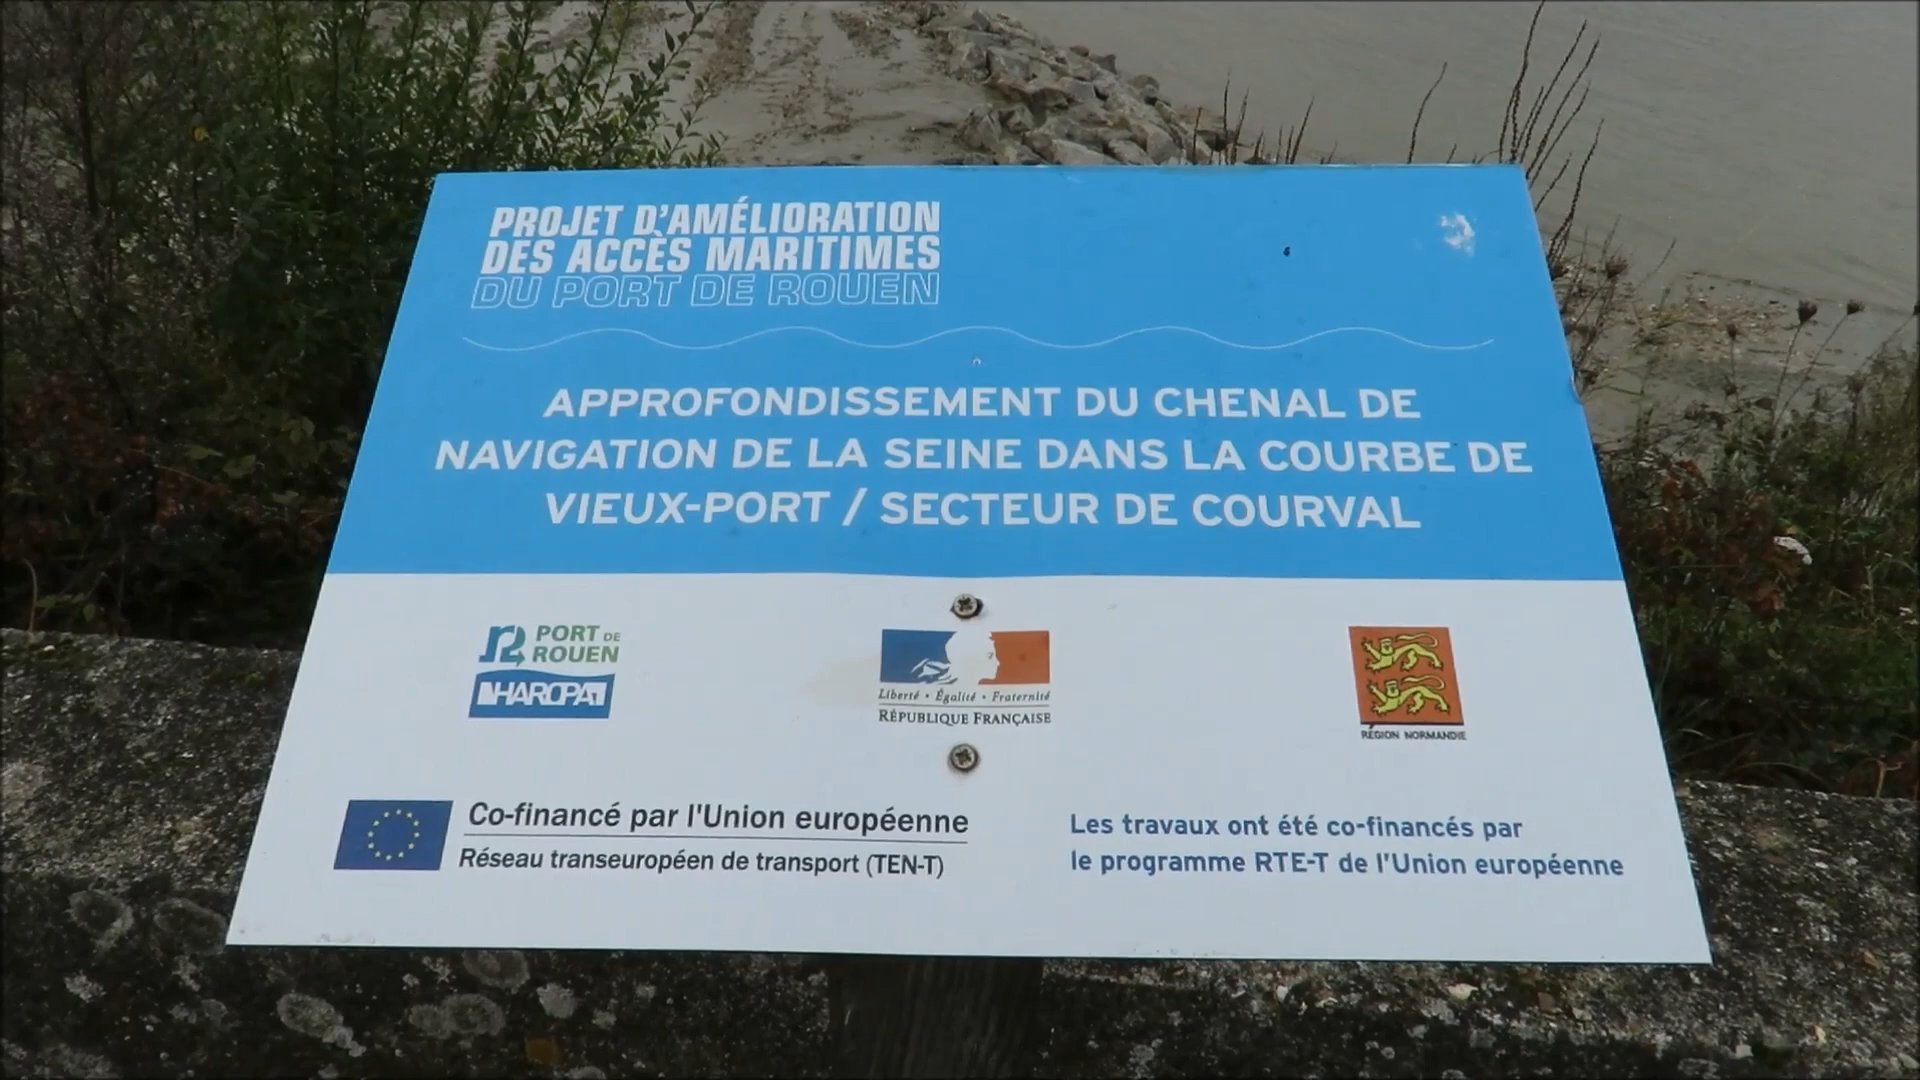 PROJET D'AMÉLIORATION
DES ACCÈS MARITIMES
DU PORT DE ROUEN
APPROFONDISSEMENT DU CHENAL DE
NAVIGATION DE LA SEINE DANS LA COURBE DE
VIEUX-PORT / SECTEUR DE COURVAL
PORT DE
ROUEN
HAROPA
Liberté • Égalité • Fraternité
RÉPUBLIQUE FRANÇAISE
RÉGION NORMANDIE
Co-financé par l'Union européenne
Réseau transeuropéen de transport (TEN-T)
Les travaux ont été co-financés par
le programme RTE-T de l'Union européenne